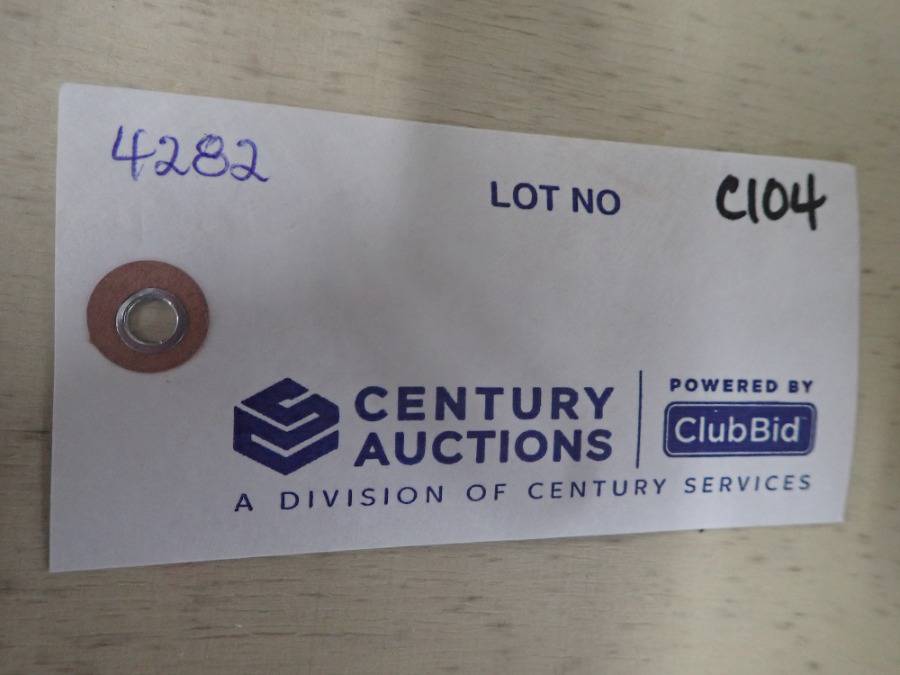 4282
LOT NO C104
CENTURY AUCTIONS
POWERED BY
ClubBid
A DIVISION OF CENTURY SERVICES